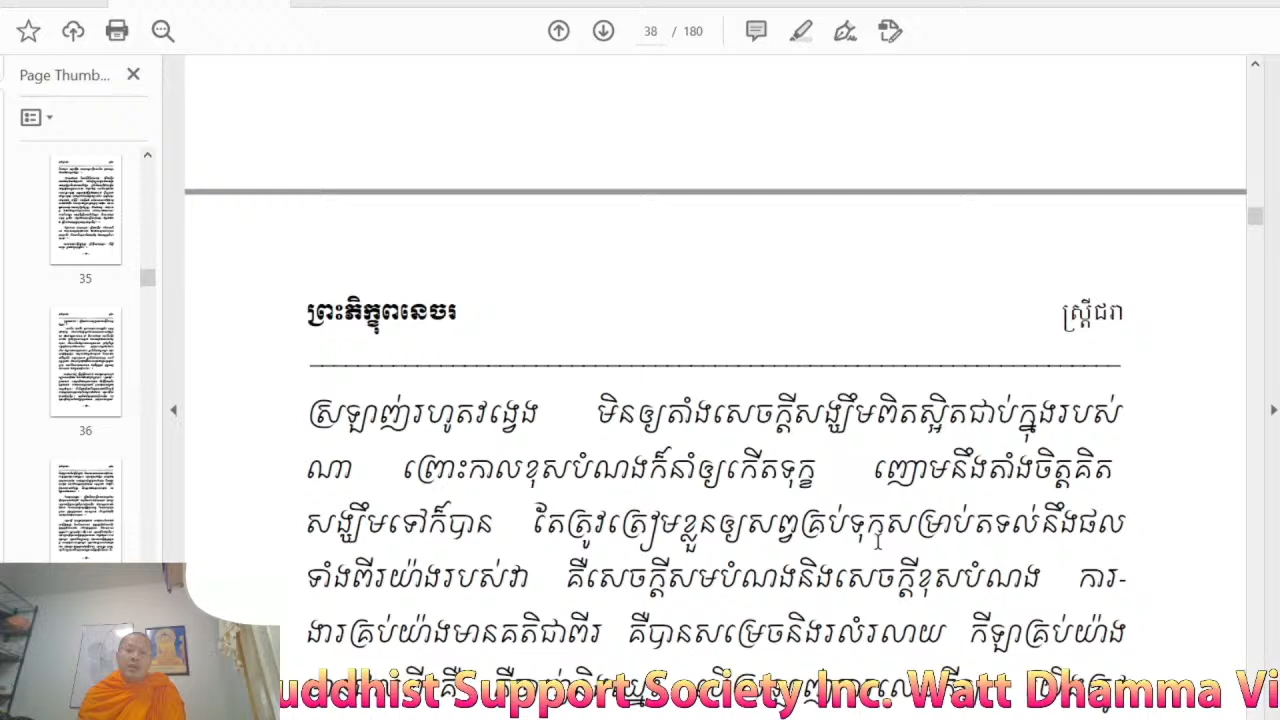 38 / 180
Page Thumb...
35
36
ព្រះភិក្ខុពនេចរ ស្ត្រីជរា
ស្រឡាញ់រហូតវង្វេង មិនឲ្យតាំងសេចក្តីសង្ឃឹមពិតស្អិតជាប់ក្នុងរបស់
ណា ព្រោះកាលខុសបំណងក៏នាំឲ្យកើតទុក្ខ ញោមនឹងតាំងចិត្តគិត
សង្ឃឹមទៅក៏បាន តែត្រូវត្រៀមខ្លួនឲ្យសព្វគ្រប់ទុកសម្រាប់តទល់នឹងផល
ទាំងពីរយ៉ាងរបស់វា គឺសេចក្តីសមបំណងនិងសេចក្តីខុសបំណង ការ-
ងារគ្រប់យ៉ាងមានគតិជាពីរ គឺបានសម្រេចនិងរលំរលាយ កីឡាគ្រប់យ៉ាង
uddhist Support Society Inc. Watt Dhamma Vi